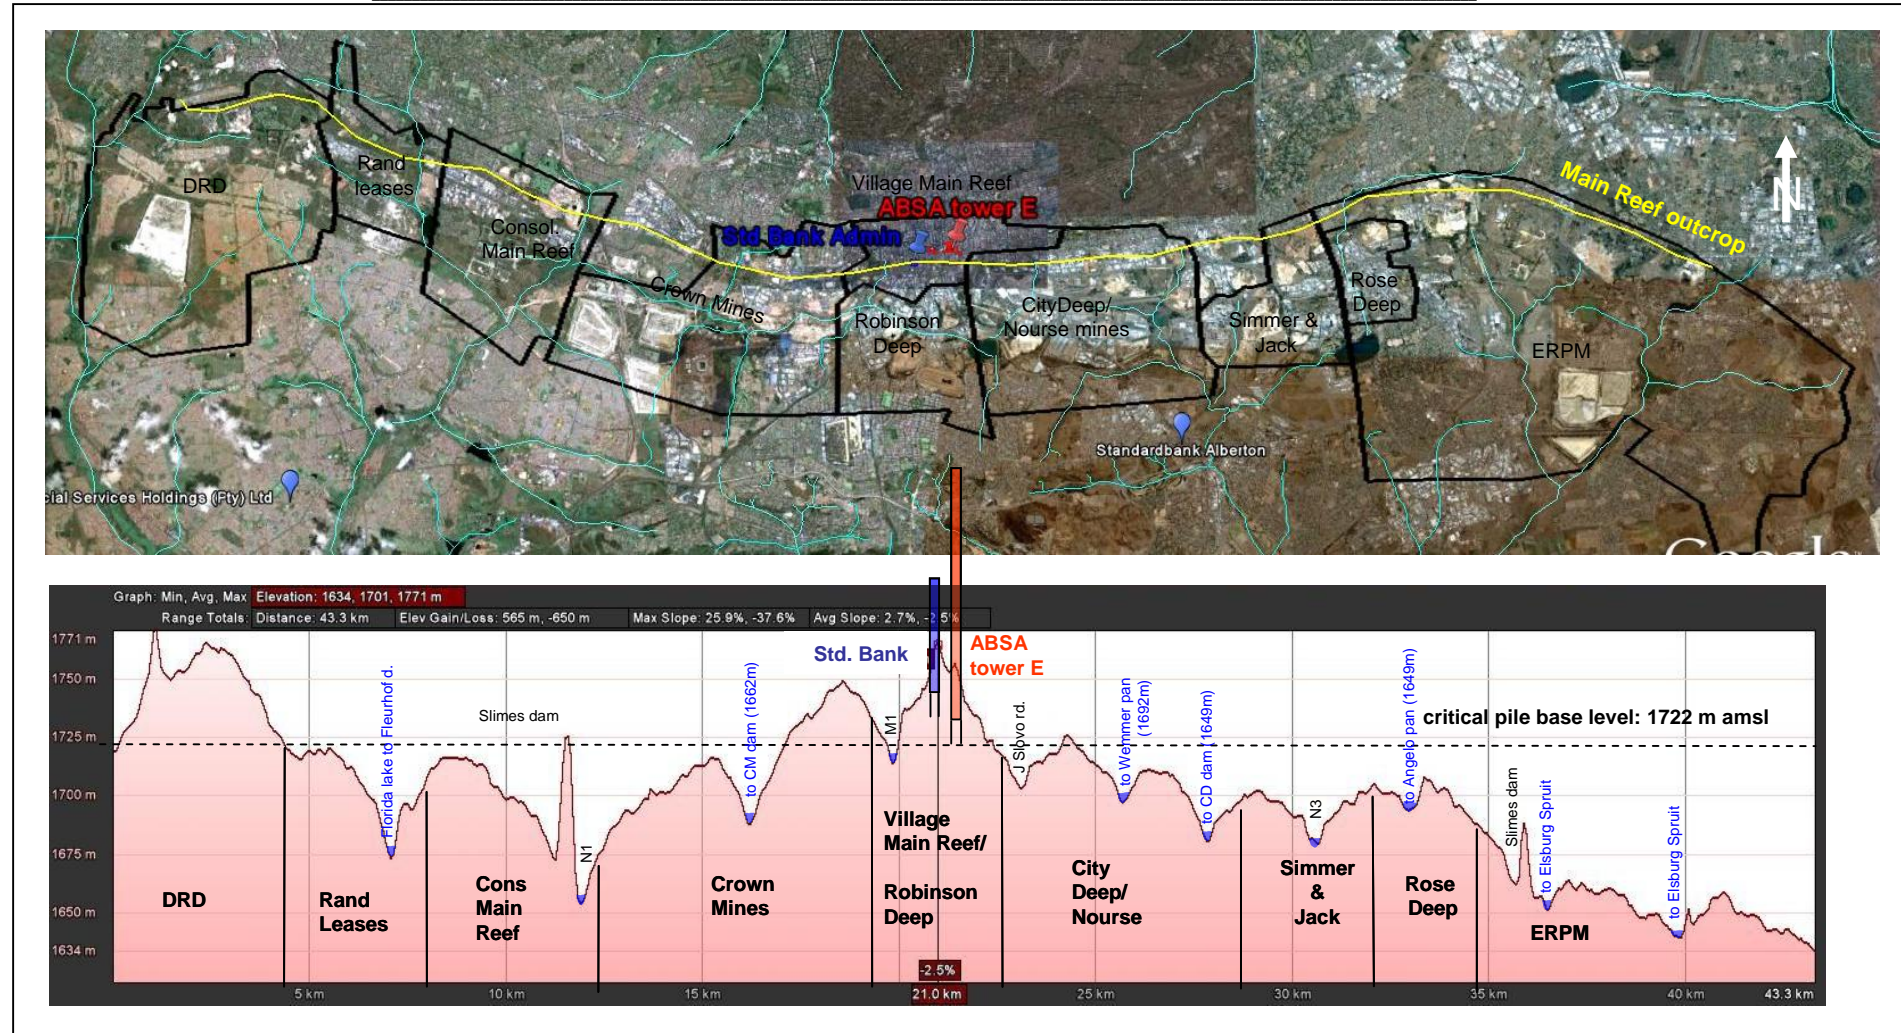 DRD
Rand
leases
Consol.
Main Reef
Crown Mines
Village Main Reef
ABSA tower E
Std Bank Admin
Robinson
Deep
CityDeep/
Nourse mines
Simmer &
Jack
Rose
Deep
ERPM
Main Reef outcrop
N
Standardbank Alberton
cial Services Holdings (Pty) Ltd
Google
Graph: Min, Avg, Max Elevation: 1634, 1701, 1771 m
Range Totals: Distance: 43.3 km Elev Gain/Loss: 565 m, -650 m Max Slope: 25.9%, -37.6% Avg Slope: 2.7%, -2.5%
1771 m
1750 m
1725 m
1700 m
1675 m
1650 m
1634 m
Florida lake to Fleurhof d.
Slimes dam
N1
to CM dam (1662m)
Std. Bank
M1
ABSA
tower E
J Slovo rd.
to Wemmer pan
(1692m)
to CD dam (1649m)
N3
to Angelo pan (1649m)
critical pile base level: 1722 m amsl
Slimes dam
to Elsburg Spruit
to Elsburg Spruit
DRD
Rand
Leases
Cons
Main
Reef
Crown
Mines
Village
Main Reef/
Robinson
Deep
City
Deep/
Nourse
Simmer
&
Jack
Rose
Deep
ERPM
-2.5%
5 km
10 km
15 km
21.0 km
25 km
30 km
35 km
40 km
43.3 km